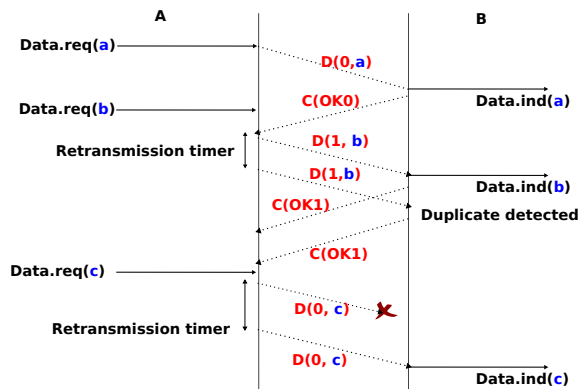 A B
Data.req(a)
D(0,a)
Data.ind(a)
C(OK0)
Data.req(b)
D(1, b)
Retransmission timer
D(1,b)
Data.ind(b)
C(OK1)
Duplicate detected
C(OK1)
Data.req(c)
D(0, c)
Retransmission timer
D(0, c)
Data.ind(c)